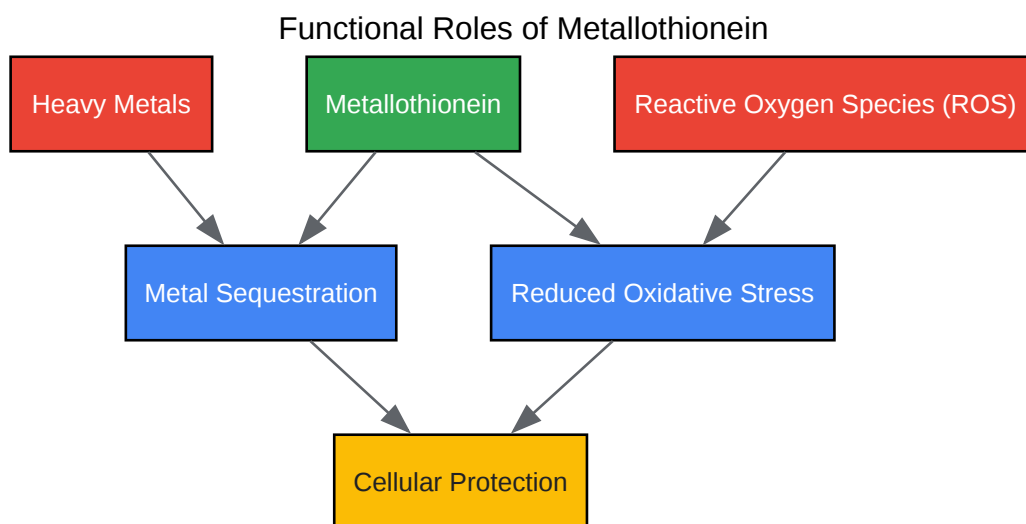 Functional Roles of Metallothionein
Heavy Metals
Metallothionein
Reactive Oxygen Species (ROS)
Metal Sequestration
Reduced Oxidative Stress
Cellular Protection